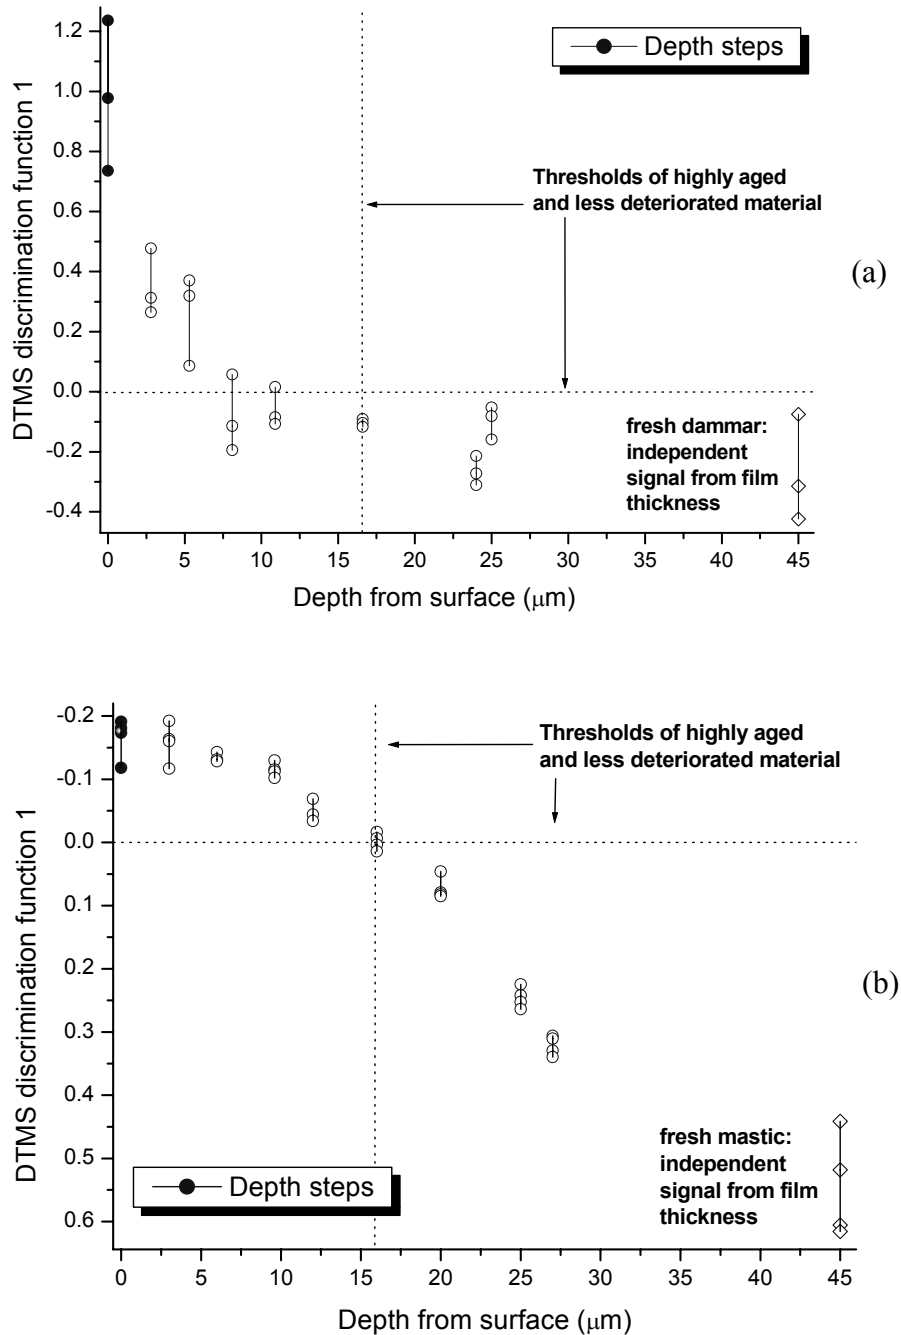 1.2
1.0
0.8
0.6
0.4
0.2
0.0
-0.2
-0.4
DTMS discrimination function 1
Depth steps
Thresholds of highly aged
and less deteriorated material
(a)
fresh dammar:
independent
signal from film
thickness
0 5 10 15 20 25 30 35 40 45
Depth from surface (μm)
-0.2
-0.1
0.0
0.1
0.2
0.3
0.4
0.5
0.6
DTMS discrimination function 1
Thresholds of highly aged
and less deteriorated material
(b)
fresh mastic:
independent
signal from film
thickness
Depth steps
0 5 10 15 20 25 30 35 40 45
Depth from surface (μm)